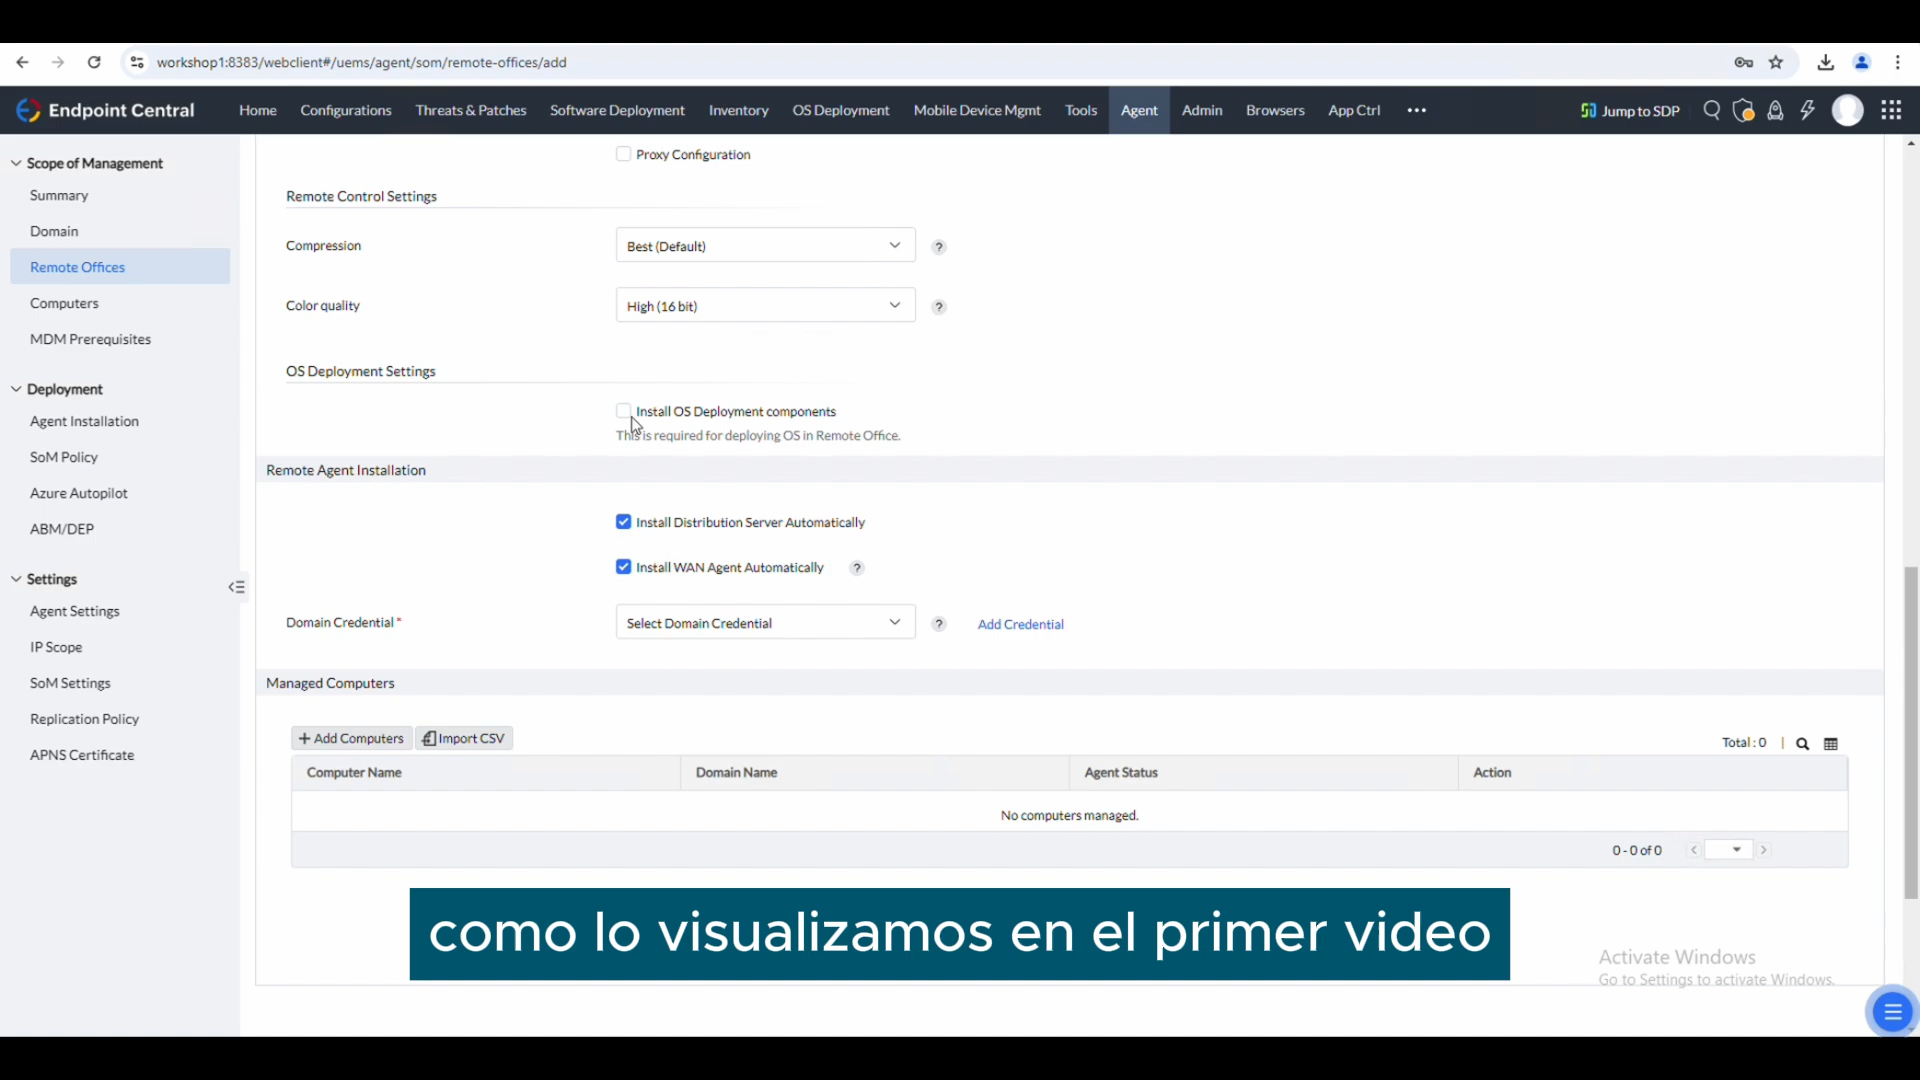 workshop1:8383/webclient#/uems/agent/som/remote-offices/add
Endpoint Central
Home
Configurations
Threats & Patches
Software Deployment
Inventory
OS Deployment
Mobile Device Mgmt
Tools
Agent
Admin
Browsers
App Ctrl
Jump to SDP
Scope of Management
Summary
Domain
Remote Offices
Computers
MDM Prerequisites
Deployment
Agent Installation
SoM Policy
Azure Autopilot
ABM/DEP
Settings
Agent Settings
IP Scope
SoM Settings
Replication Policy
APNS Certificate
Proxy Configuration
Remote Control Settings
Compression
Best (Default)
?
Color quality
High (16 bit)
?
OS Deployment Settings
Install OS Deployment components
This is required for deploying OS in Remote Office.
Remote Agent Installation
Install Distribution Server Automatically
Install WAN Agent Automatically
?
Domain Credential *
Select Domain Credential
?
Add Credential
Managed Computers
+ Add Computers
Import CSV
Total : 0
Computer Name
Domain Name
Agent Status
Action
No computers managed.
0 - 0 of 0
como lo visualizamos en el primer video
Activate Windows
Go to Settings to activate Windows.